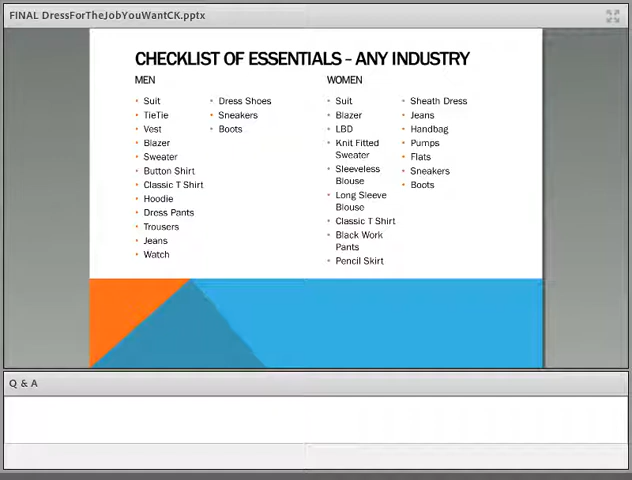 FINAL DressForTheJobYouWantCK.pptx
CHECKLIST OF ESSENTIALS - ANY INDUSTRY
MEN
Suit
TieTie
Vest
Blazer
Sweater
Button Shirt
Classic T Shirt
Hoodie
Dress Pants
Trousers
Jeans
Watch
Dress Shoes
Sneakers
Boots
WOMEN
Suit
Blazer
LBD
Knit Fitted
Sweater
Sleeveless
Blouse
Long Sleeve
Blouse
Classic T Shirt
Black Work
Pants
Pencil Skirt
Sheath Dress
Jeans
Handbag
Pumps
Flats
Sneakers
Boots
Q & A